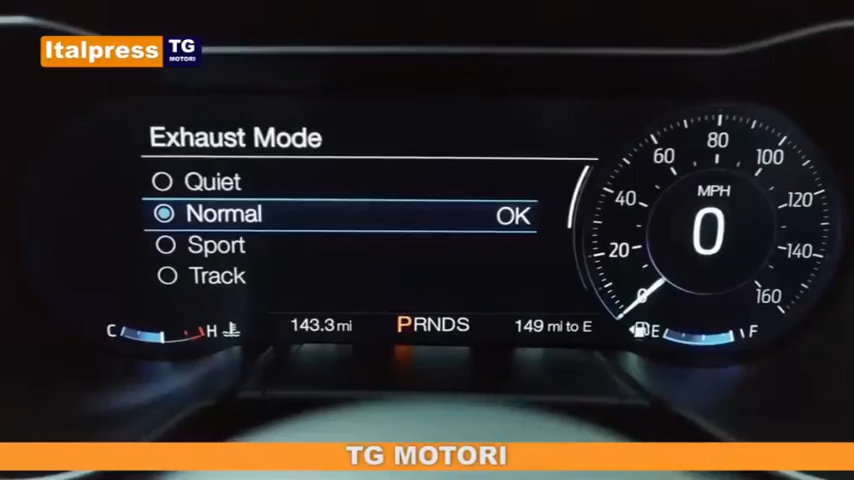 Italpress TG
MOTORI
Exhaust Mode
Quiet
Normal OK
Sport
Track
C H
143.3 mi
PRNDS
149 mi to E
E F
0
20
40
60
80
100
120
140
160
MPH
0
TG MOTORI